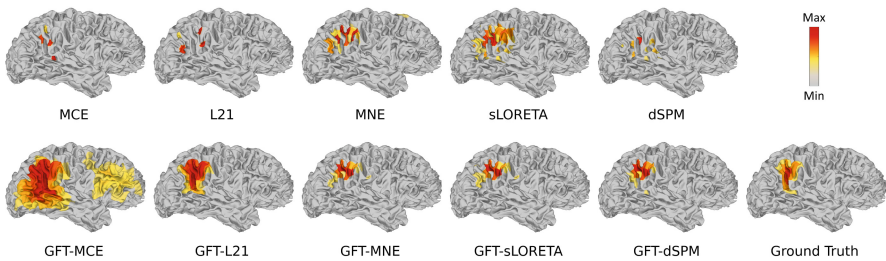 Max
Min
MCE
L21
MNE
sLORETA
dSPM
GFT-MCE
GFT-L21
GFT-MNE
GFT-sLORETA
GFT-dSPM
Ground Truth